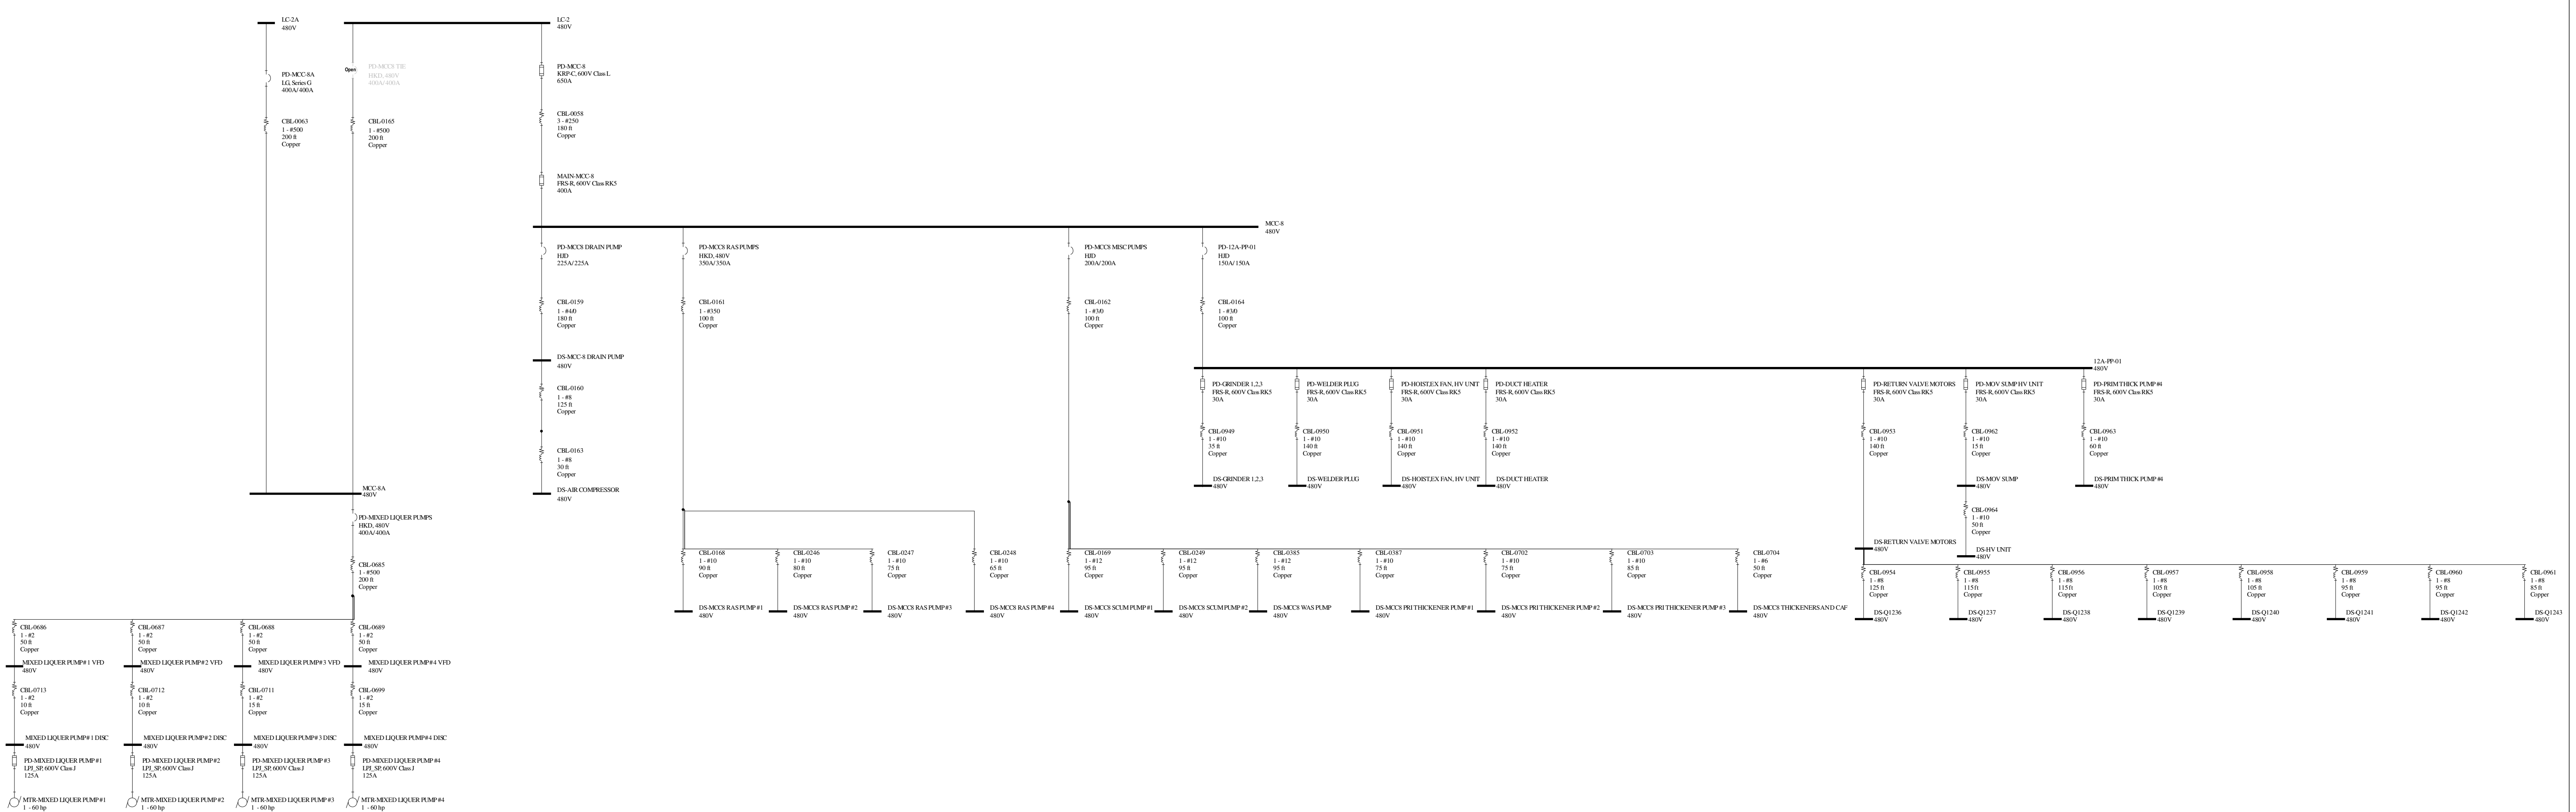 LC-2A
480V
LC-2
480V
PD-MCC-8A
LG, Series G
400A/400A
Open
PD-MCC8 TIE
HKD, 480V
400A/400A
PD-MCC-8
KRP-C, 600V Class L
650A
CBL-0063
1 - #500
200 ft
Copper
CBL-0165
1 - #500
200 ft
Copper
CBL-0058
3 - #250
180 ft
Copper
MAIN-MCC-8
FRS-R, 600V Class RK5
400A
MCC-8
480V
PD-MCC8 DRAIN PUMP
HJD
225A/225A
PD-MCC8 RAS PUMPS
HKD, 480V
350A/350A
PD-MCC8 MISC PUMPS
HJD
200A/200A
PD-12A-PP-01
HJD
150A/150A
CBL-0159
1 - #4/0
180 ft
Copper
CBL-0161
1 - #350
100 ft
Copper
CBL-0162
1 - #3/0
100 ft
Copper
CBL-0164
1 - #3/0
100 ft
Copper
DS-MCC-8 DRAIN PUMP
480V
12A-PP-01
480V
CBL-0160
1 - #8
125 ft
Copper
PD-GRINDER 1,2,3
FRS-R, 600V Class RK5
30A
PD-WELDER PLUG
FRS-R, 600V Class RK5
30A
PD-HOIST,EX FAN, HV UNIT
FRS-R, 600V Class RK5
30A
PD-DUCT HEATER
FRS-R, 600V Class RK5
30A
PD-RETURN VALVE MOTORS
FRS-R, 600V Class RK5
30A
PD-MOV SUMP HV UNIT
FRS-R, 600V Class RK5
30A
PD-PRIM THICK PUMP #4
FRS-R, 600V Class RK5
30A
CBL-0949
1 - #10
35 ft
Copper
CBL-0950
1 - #10
140 ft
Copper
CBL-0951
1 - #10
140 ft
Copper
CBL-0952
1 - #10
140 ft
Copper
CBL-0953
1 - #10
140 ft
Copper
CBL-0962
1 - #10
15 ft
Copper
CBL-0963
1 - #10
60 ft
Copper
CBL-0163
1 - #8
30 ft
Copper
DS-GRINDER 1,2,3
480V
DS-WELDER PLUG
480V
DS-HOIST,EX FAN, HV UNIT
480V
DS-DUCT HEATER
480V
DS-MOV SUMP
480V
DS-PRIM THICK PUMP #4
480V
MCC-8A
480V
DS-AIR COMPRESSOR
480V
PD-MIXED LIQUER PUMPS
HKD, 480V
400A/400A
CBL-0964
1 - #10
50 ft
Copper
DS-RETURN VALVE MOTORS
480V
DS-HV UNIT
480V
CBL-0685
1 - #500
200 ft
Copper
CBL-0168
1 - #10
90 ft
Copper
CBL-0246
1 - #10
80 ft
Copper
CBL-0247
1 - #10
75 ft
Copper
CBL-0248
1 - #10
65 ft
Copper
CBL-0169
1 - #12
95 ft
Copper
CBL-0249
1 - #12
95 ft
Copper
CBL-0385
1 - #12
95 ft
Copper
CBL-0387
1 - #10
75 ft
Copper
CBL-0702
1 - #10
75 ft
Copper
CBL-0703
1 - #10
85 ft
Copper
CBL-0704
1 - #6
50 ft
Copper
CBL-0954
1 - #8
125 ft
Copper
CBL-0955
1 - #8
115 ft
Copper
CBL-0956
1 - #8
115 ft
Copper
CBL-0957
1 - #8
105 ft
Copper
CBL-0958
1 - #8
105 ft
Copper
CBL-0959
1 - #8
95 ft
Copper
CBL-0960
1 - #8
95 ft
Copper
CBL-0961
1 - #8
85 ft
Copper
DS-MCC8 RAS PUMP #1
480V
DS-MCC8 RAS PUMP #2
480V
DS-MCC8 RAS PUMP #3
480V
DS-MCC8 RAS PUMP #4
480V
DS-MCC8 SCUM PUMP #1
480V
DS-MCC8 SCUM PUMP #2
480V
DS-MCC8 WAS PUMP
480V
DS-MCC8 PRI THICKENER PUMP #1
480V
DS-MCC8 PRI THICKENER PUMP #2
480V
DS-MCC8 PRI THICKENER PUMP #3
480V
DS-MCC8 THICKENERS AND CAF
480V
DS-Q1236
480V
DS-Q1237
480V
DS-Q1238
480V
DS-Q1239
480V
DS-Q1240
480V
DS-Q1241
480V
DS-Q1242
480V
DS-Q1243
480V
CBL-0686
1 - #2
50 ft
Copper
CBL-0687
1 - #2
50 ft
Copper
CBL-0688
1 - #2
50 ft
Copper
CBL-0689
1 - #2
50 ft
Copper
MIXED LIQUER PUMP# 1 VFD
480V
MIXED LIQUER PUMP# 2 VFD
480V
MIXED LIQUER PUMP# 3 VFD
480V
MIXED LIQUER PUMP# 4 VFD
480V
CBL-0713
1 - #2
10 ft
Copper
CBL-0712
1 - #2
10 ft
Copper
CBL-0711
1 - #2
15 ft
Copper
CBL-0699
1 - #2
15 ft
Copper
MIXED LIQUER PUMP# 1 DISC
480V
MIXED LIQUER PUMP# 2 DISC
480V
MIXED LIQUER PUMP# 3 DISC
480V
MIXED LIQUER PUMP# 4 DISC
480V
PD-MIXED LIQUER PUMP #1
LPJ_SP, 600V Class J
125A
PD-MIXED LIQUER PUMP #2
LPJ_SP, 600V Class J
125A
PD-MIXED LIQUER PUMP #3
LPJ_SP, 600V Class J
125A
PD-MIXED LIQUER PUMP #4
LPJ_SP, 600V Class J
125A
MTR-MIXED LIQUER PUMP #1
1 - 60 hp
MTR-MIXED LIQUER PUMP #2
1 - 60 hp
MTR-MIXED LIQUER PUMP #3
1 - 60 hp
MTR-MIXED LIQUER PUMP #4
1 - 60 hp